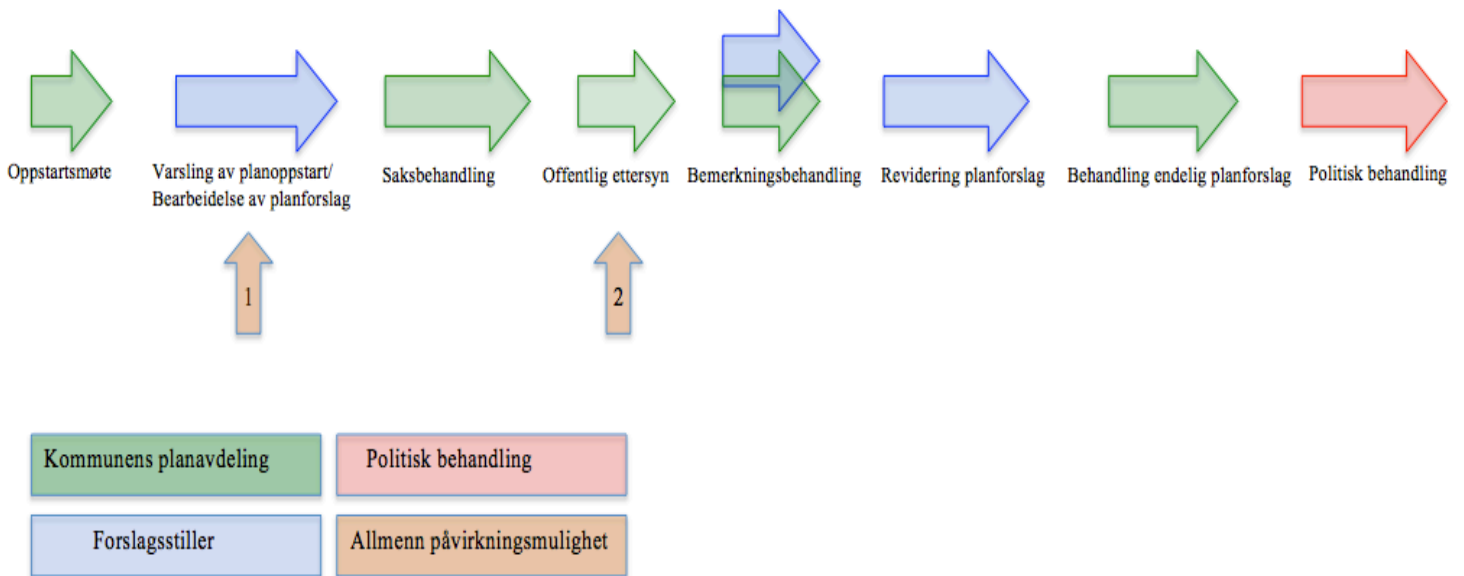 Oppstartsmøte
Varsling av planoppstart/
Bearbeidelse av planforslag
Saksbehandling
Offentlig ettersyn
Bemerkningsbehandling
Revidering planforslag
Behandling endelig planforslag
Politisk behandling
1
2
Kommunens planavdeling
Politisk behandling
Forslagsstiller
Allmenn påvirkningsmulighet